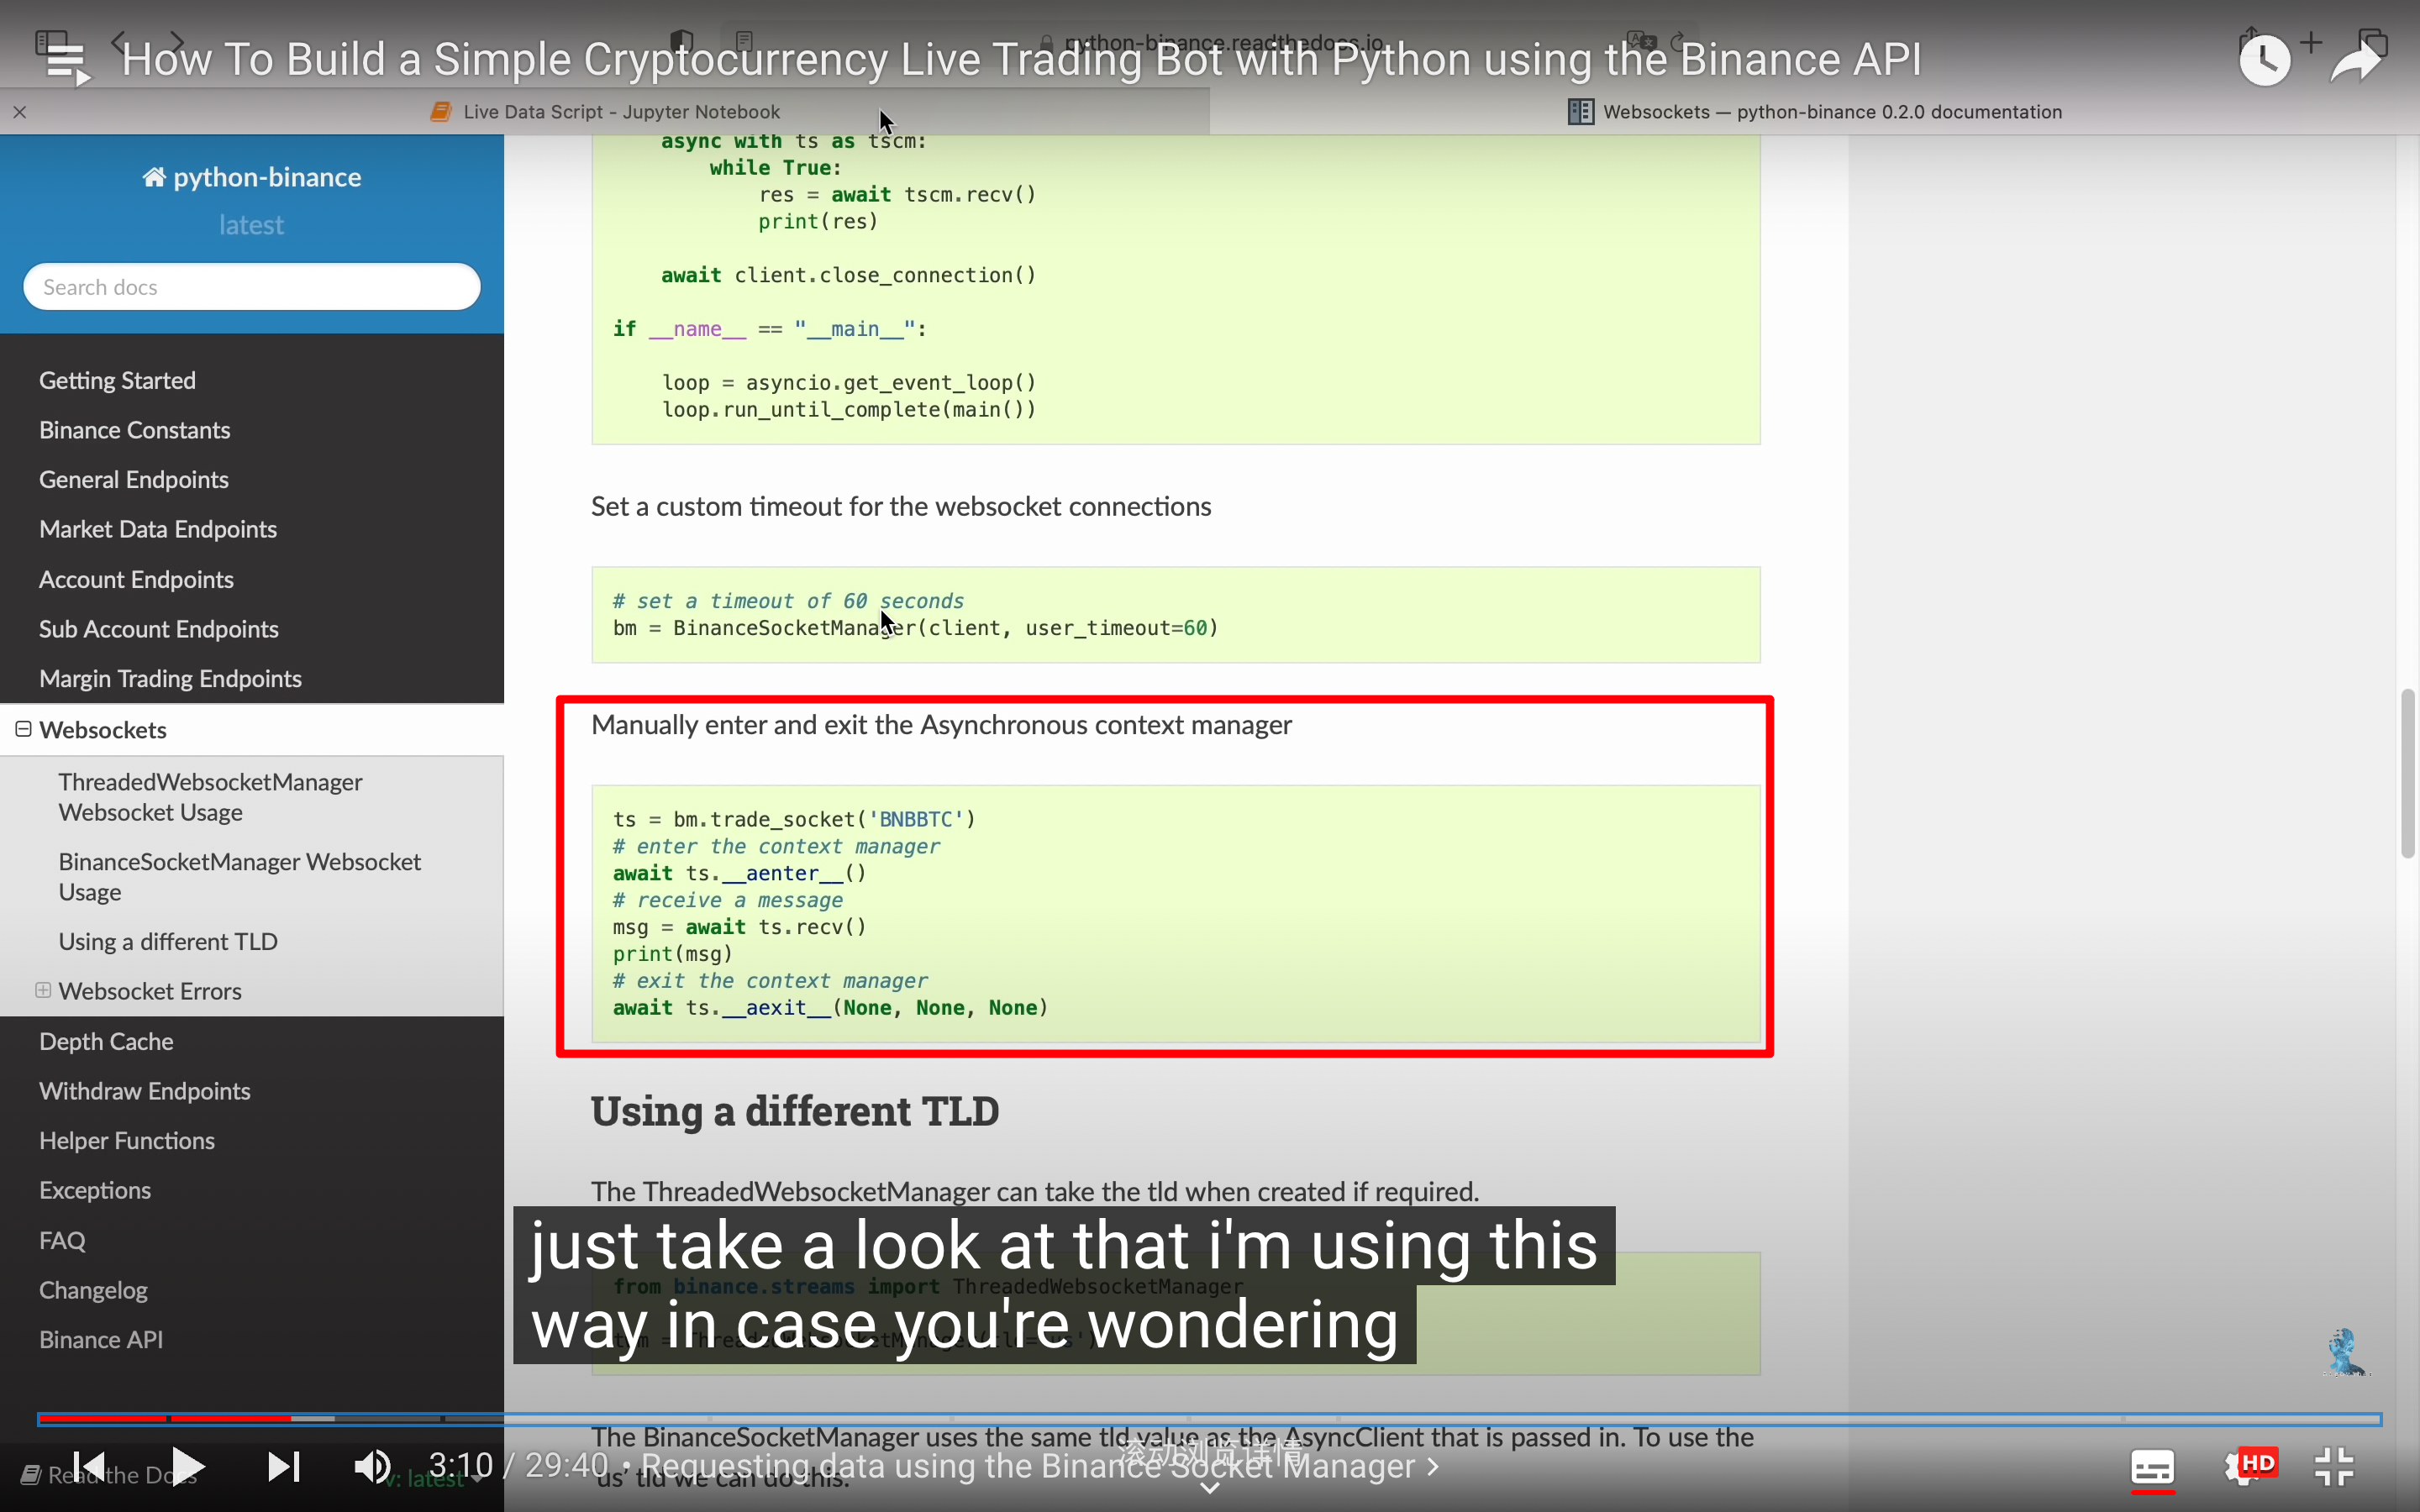 How To Build a Simple Cryptocurrency Live Trading Bot with Python using the Binance API
python-binance.readthedocs.io
Live Data Script – Jupyter Notebook
Websockets — python-binance 0.2.0 documentation
python-binance
latest
Search docs
Getting Started
Binance Constants
General Endpoints
Market Data Endpoints
Account Endpoints
Sub Account Endpoints
Margin Trading Endpoints
Websockets
ThreadedWebsocketManager
Websocket Usage
BinanceSocketManager Websocket
Usage
Using a different TLD
Websocket Errors
Depth Cache
Withdraw Endpoints
Helper Functions
Exceptions
FAQ
Changelog
Binance API
Read the Docs
v: latest
async with ts as tscm:
while True:
res = await tscm.recv()
print(res)
await client.close_connection()
if __name__ == "__main__":
loop = asyncio.get_event_loop()
loop.run_until_complete(main())
Set a custom timeout for the websocket connections
# set a timeout of 60 seconds
bm = BinanceSocketManager(client, user_timeout=60)
Manually enter and exit the Asynchronous context manager
ts = bm.trade_socket('BNBBTC')
# enter the context manager
await ts.__aenter__()
# receive a message
msg = await ts.recv()
print(msg)
# exit the context manager
await ts.__aexit__(None, None, None)
Using a different TLD
The ThreadedWebsocketManager can take the tld when created if required.
from binance.streams import ThreadedWebsocketManager
just take a look at that i'm using this
way in case you're wondering
The BinanceSocketManager uses the same tld value as the AsyncClient that is passed in. To use the
'us' tld we can do this.
滚动浏览详情
3:10 / 29:40 • Requesting data using the Binance Socket Manager
HD